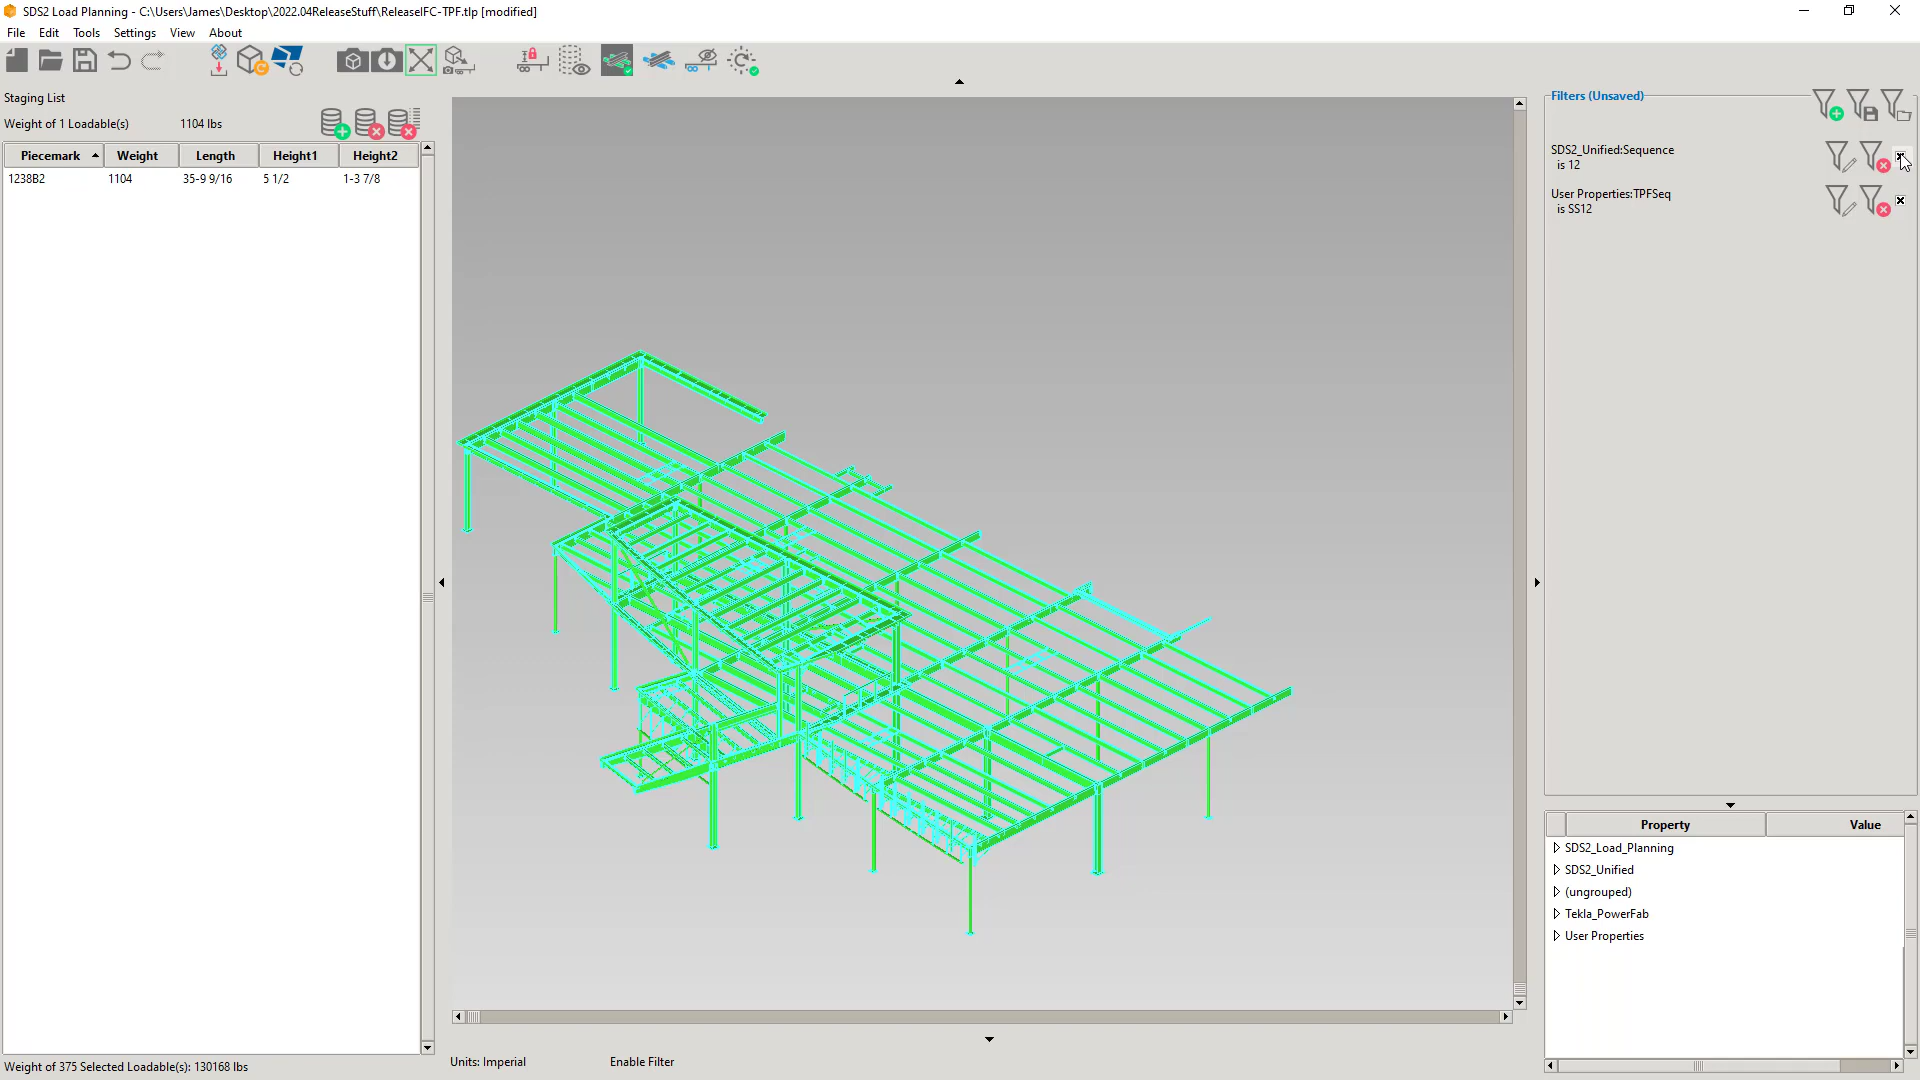 SDS2 Load Planning - C:\Users\James\Desktop\2022.04ReleaseStuff\ReleaseIFC-TPF.tlp [modified]
File Edit Tools Settings View About
Staging List
Weight of 1 Loadable(s) 1104 lbs
Piecemark Weight Length Height1 Height2
1238B2 1104 35-9 9/16 5 1/2 1-3 7/8
Weight of 375 Selected Loadable(s): 130168 lbs
Units: Imperial Enable Filter
Filters (Unsaved)
SDS2_Unified:Sequence
is 12
User Properties:TPFSeq
is SS12
Property Value
SDS2_Load_Planning
SDS2_Unified
(ungrouped)
Tekla_PowerFab
User Properties